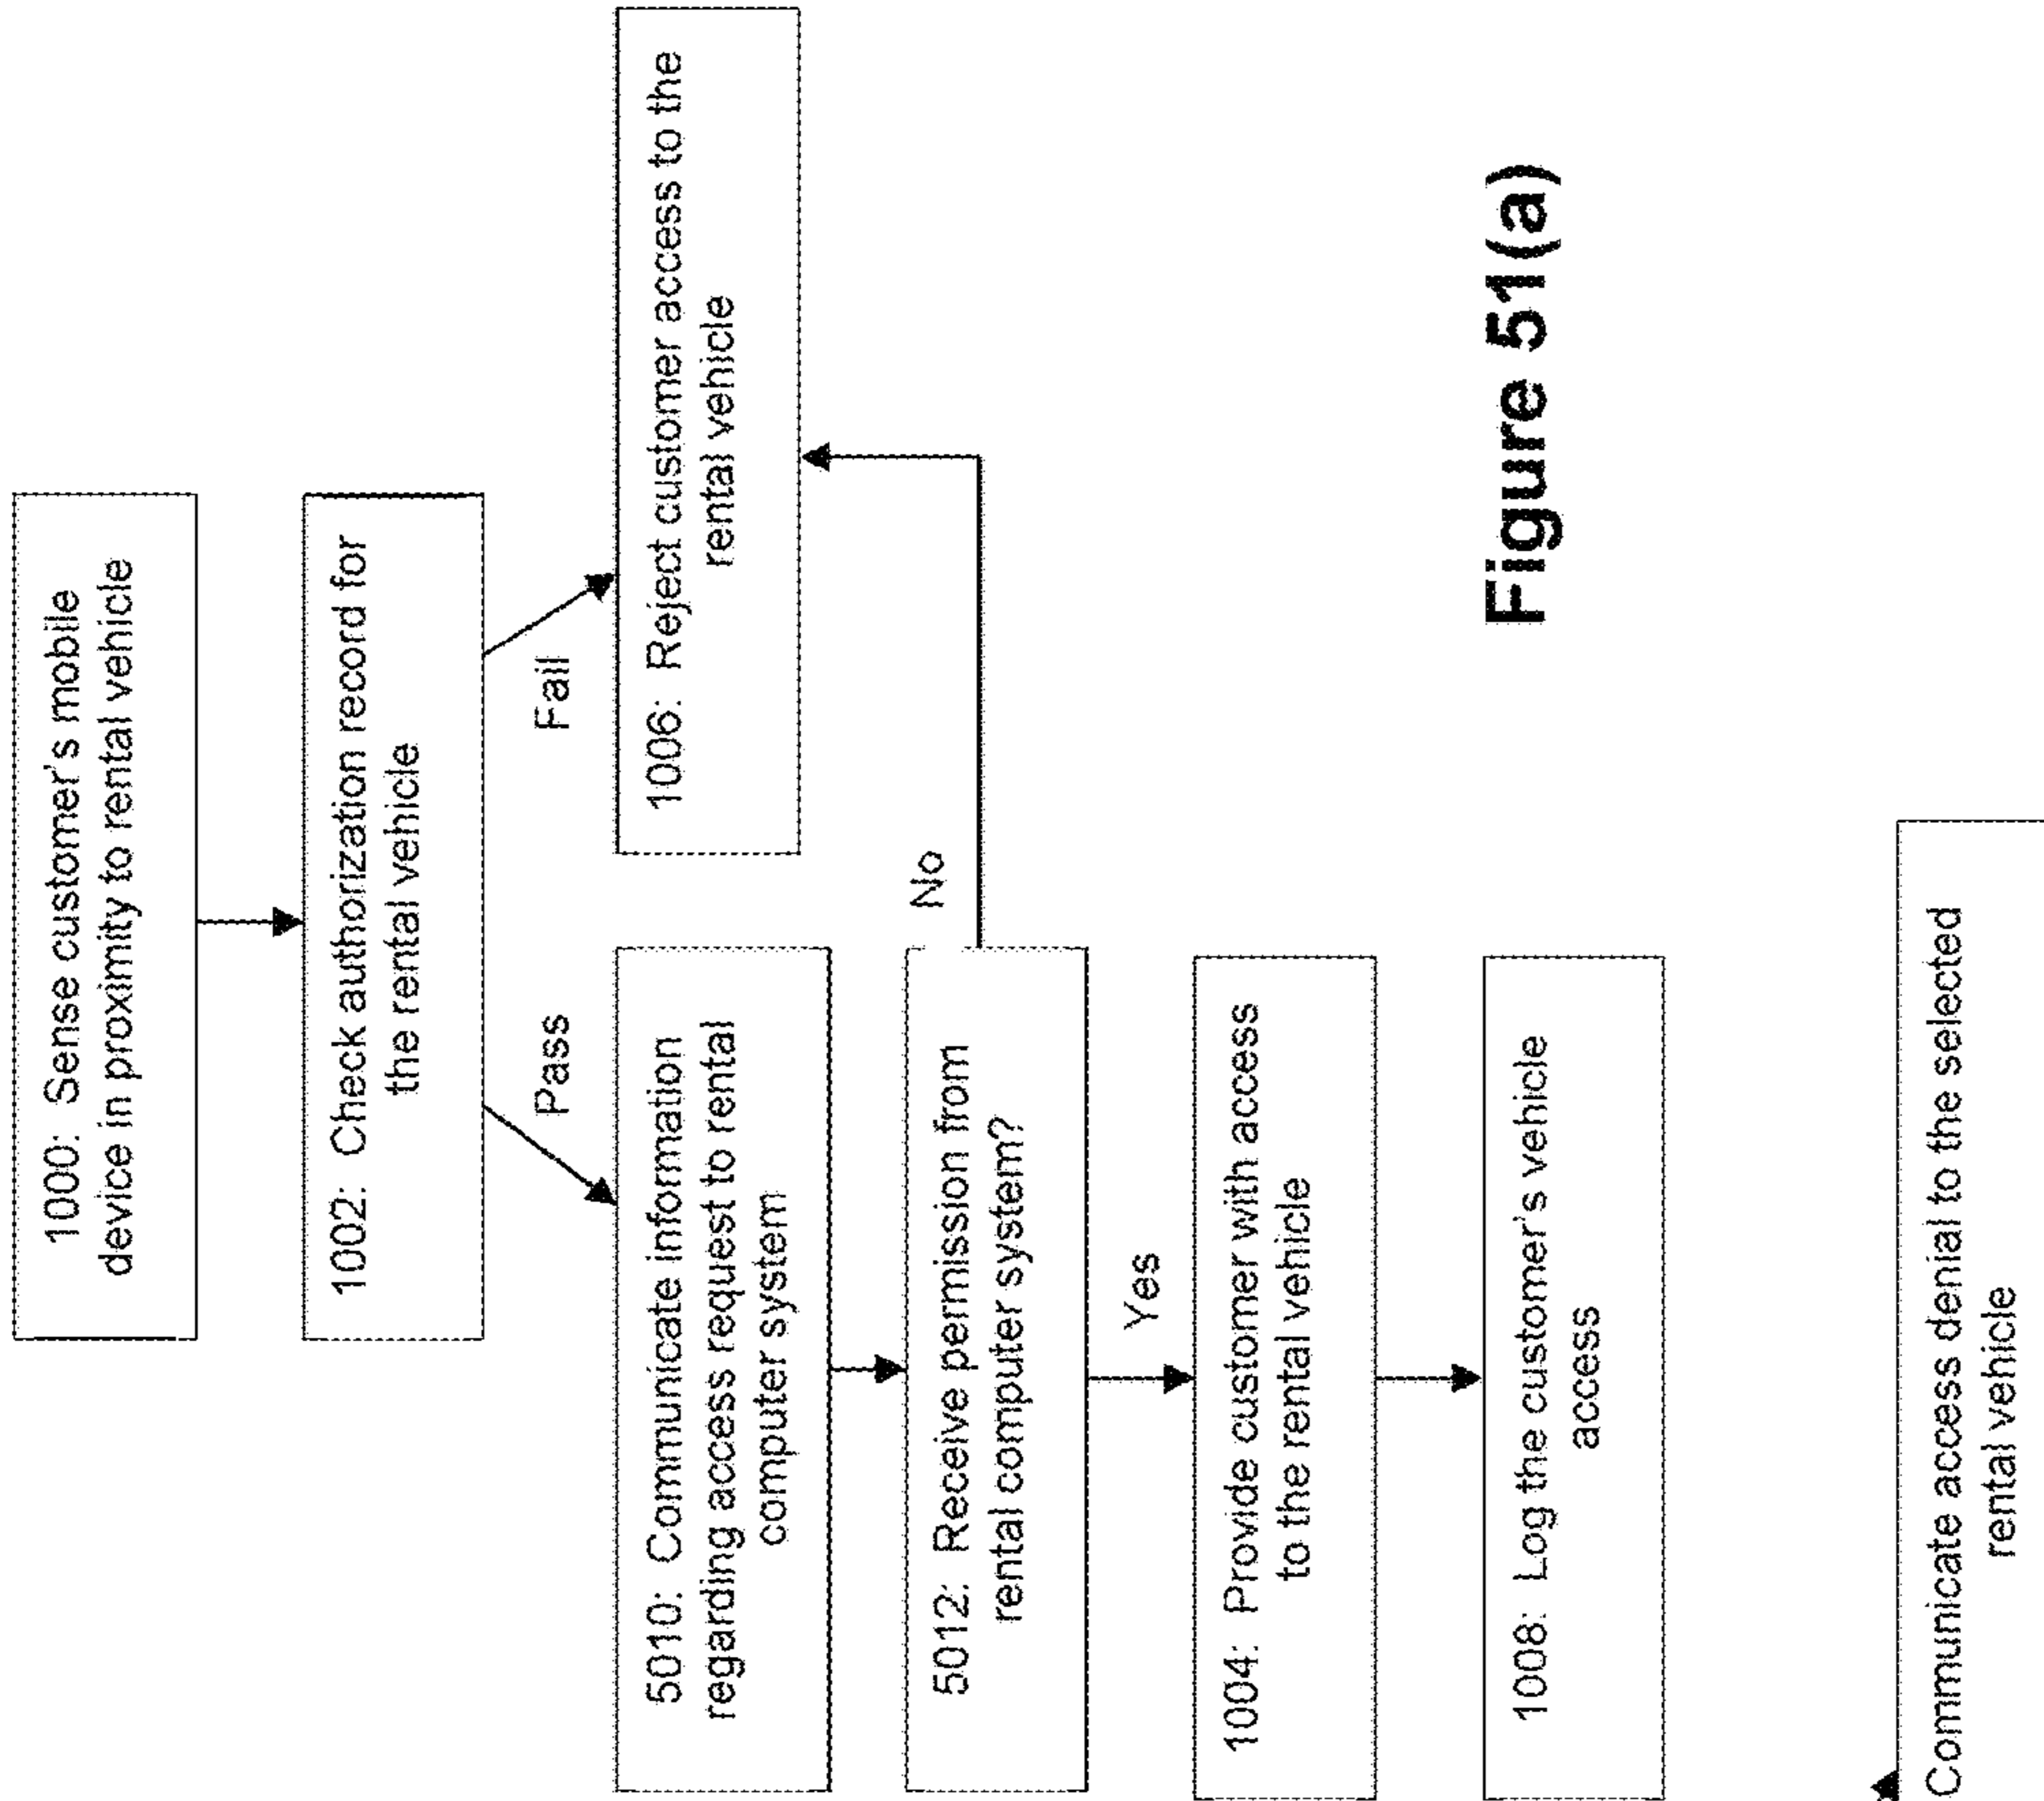 1000: Sense customer's mobile
device in proximity to rental vehicle
1002: Check authorization record for
the rental vehicle
Pass
Fail
5010: Communicate information
regarding access request to rental
computer system
1006: Reject customer access to the
rental vehicle
5012: Receive permission from
rental computer system?
No
Yes
1004: Provide customer with access
to the rental vehicle
1008: Log the customer's vehicle
access
Figure 51(a)
Communicate access denial to the selected
rental vehicle